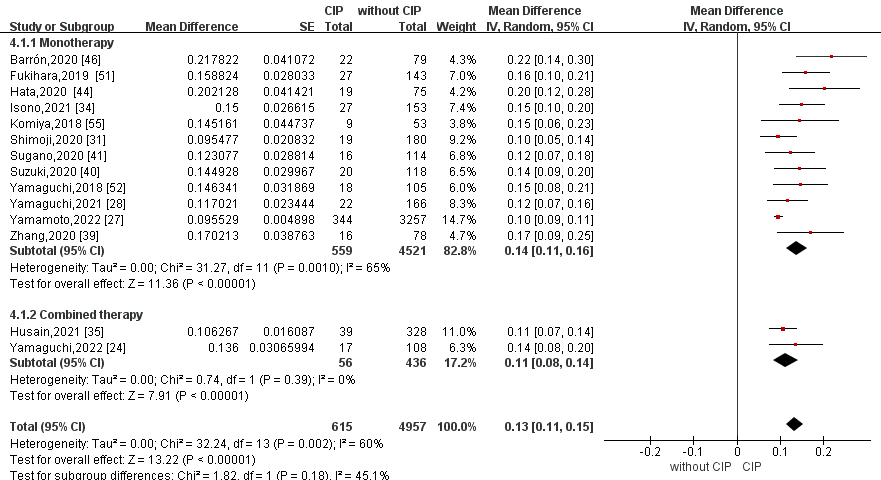 CIP without CIP Mean Difference Mean Difference
Study or Subgroup Mean Difference SE Total Total Weight IV, Random, 95% CI IV, Random, 95% CI
4.1.1 Monotherapy
Barrón,2020 [46] 0.217822 0.041072 22 79 4.3% 0.22 [0.14, 0.30]
Fukihara,2019 [51] 0.158824 0.028033 27 143 6.9% 0.16 [0.10, 0.21]
Hata,2020 [44] 0.202128 0.041421 19 75 4.2% 0.20 [0.12, 0.28]
Isono,2021 [34] 0.15 0.026615 27 153 7.3% 0.15 [0.10, 0.20]
Komiya,2018 [55] 0.145161 0.044737 9 53 3.8% 0.15 [0.06, 0.23]
Shimoji,2020 [31] 0.095477 0.020832 19 180 9.2% 0.10 [0.05, 0.14]
Sugano,2020 [41] 0.123077 0.028814 16 114 6.7% 0.12 [0.07, 0.18]
Suzuki,2020 [40] 0.144928 0.029967 20 118 6.4% 0.14 [0.09, 0.20]
Yamaguchi,2018 [52] 0.146341 0.031869 18 105 6.0% 0.15 [0.08, 0.21]
Yamaguchi,2021 [28] 0.117021 0.023444 22 166 8.3% 0.12 [0.07, 0.16]
Yamamoto,2022 [27] 0.095529 0.004898 344 3257 14.7% 0.10 [0.09, 0.11]
Zhang,2020 [39] 0.170213 0.038763 16 78 4.7% 0.17 [0.09, 0.25]
Subtotal (95% CI) 559 4521 82.8% 0.14 [0.11, 0.16]
Heterogeneity: Tau² = 0.00; Chi² = 31.27, df = 11 (P = 0.0010); I² = 65%
Test for overall effect: Z = 11.36 (P < 0.00001)
4.1.2 Combined therapy
Husain,2021 [35] 0.106267 0.016087 39 328 11.0% 0.11 [0.07, 0.14]
Yamaguchi,2022 [24] 0.136 0.03065994 17 108 6.3% 0.14 [0.08, 0.20]
Subtotal (95% CI) 56 436 17.2% 0.11 [0.08, 0.14]
Heterogeneity: Tau² = 0.00; Chi² = 0.74, df = 1 (P = 0.39); I² = 0%
Test for overall effect: Z = 7.91 (P < 0.00001)
Total (95% CI) 615 4957 100.0% 0.13 [0.11, 0.15]
Heterogeneity: Tau² = 0.00; Chi² = 32.24, df = 13 (P = 0.002); I² = 60%
Test for overall effect: Z = 13.22 (P < 0.00001)
Test for subgroup differences: Chi² = 1.82, df = 1 (P = 0.18), I² = 45.1%
-0.2 -0.1 0 0.1 0.2
without CIP CIP